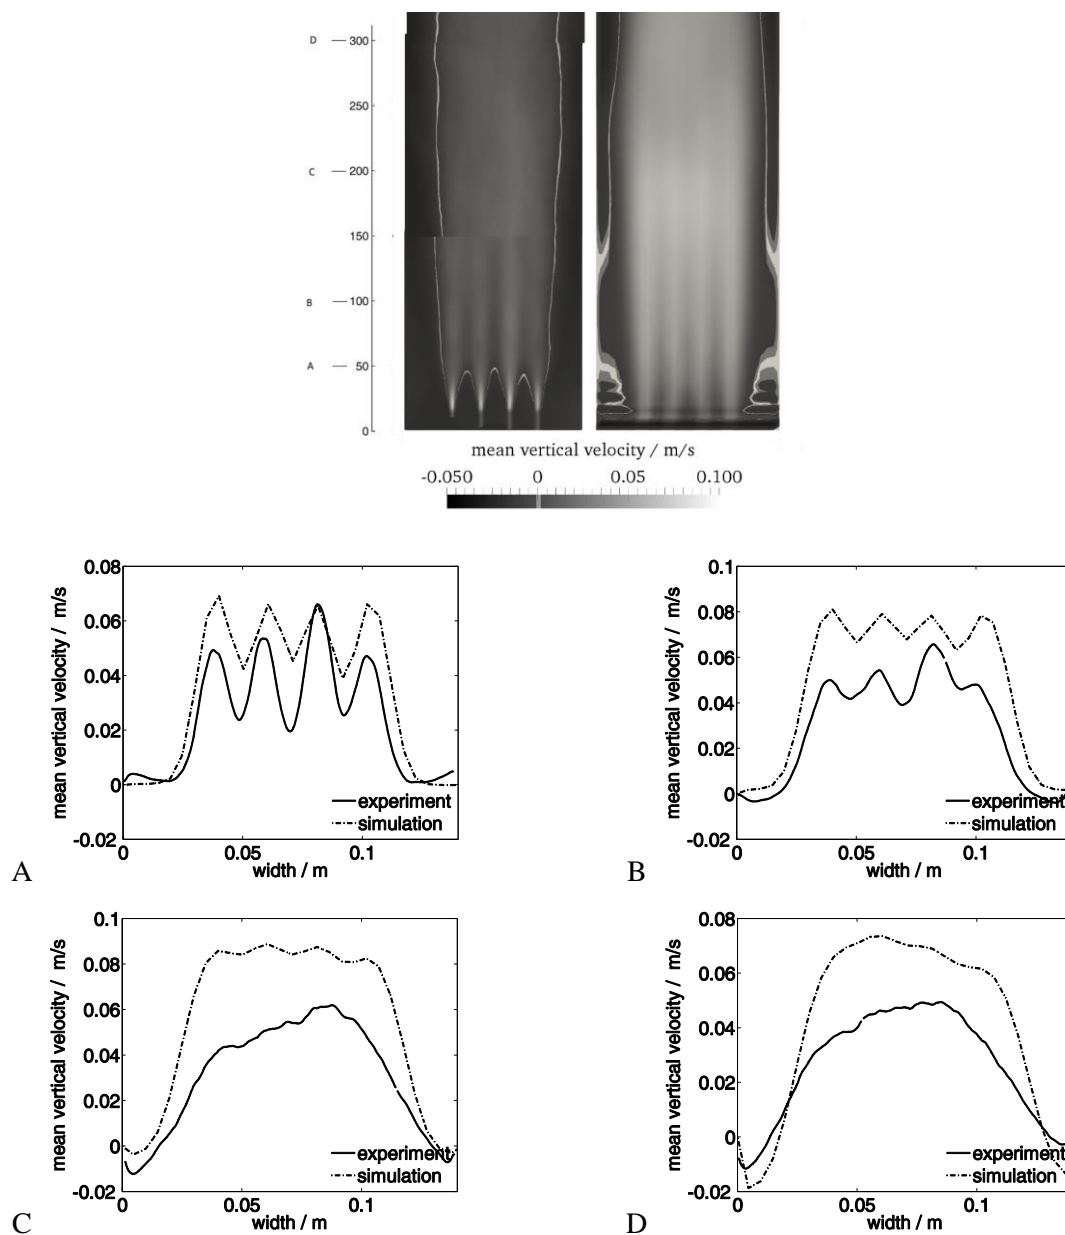 D 300
250
C 200
150
B 100
A 50
0
mean vertical velocity / m/s
-0.050 0 0.05 0.100
0.08
0.06
0.04
0.02
0
-0.02
mean vertical velocity / m/s
experiment
simulation
0 0.05 0.1
width / m
A
0.1
0.08
0.06
0.04
0.02
0
-0.02
mean vertical velocity / m/s
experiment
simulation
0 0.05 0.1
width / m
B
0.1
0.08
0.06
0.04
0.02
0
-0.02
mean vertical velocity / m/s
experiment
simulation
0 0.05 0.1
width / m
C
0.08
0.06
0.04
0.02
0
-0.02
mean vertical velocity / m/s
experiment
simulation
0 0.05 0.1
width / m
D